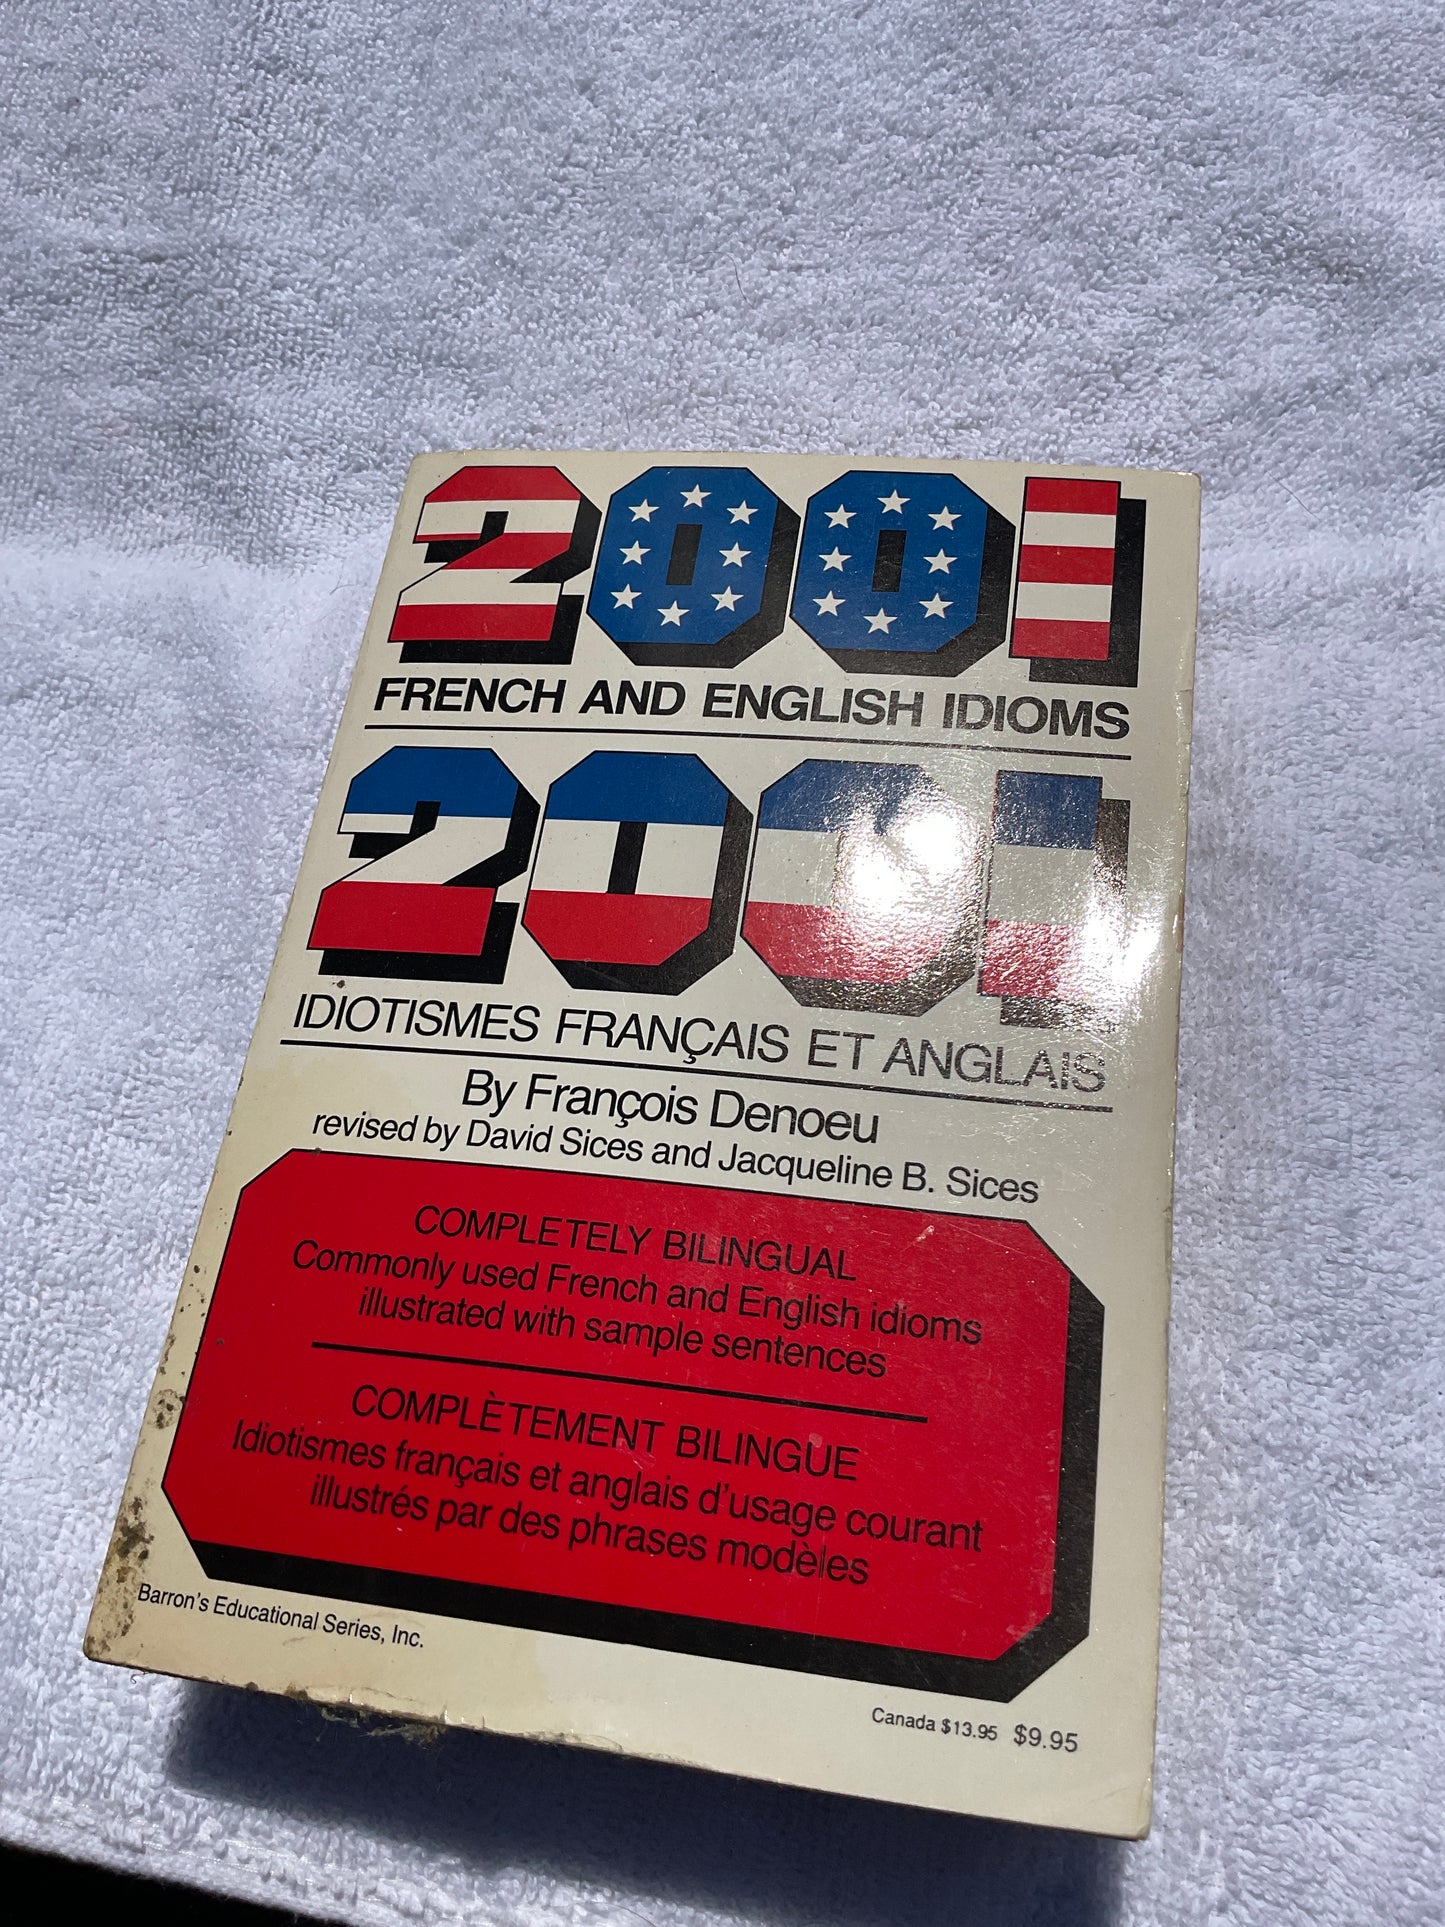 2001
FRENCH AND ENGLISH IDIOMS
2001
IDIOTISMES FRANÇAIS ET ANGLAIS
By François Denoeu
revised by David Sices and Jacqueline B. Sices
COMPLETELY BILINGUAL
Commonly used French and English idioms
illustrated with sample sentences
COMPLÈTEMENT BILINGUE
Idiotismes français et anglais d'usage courant
illustrés par des phrases modèles
Barron's Educational Series, Inc.
Canada $13.95 $9.95